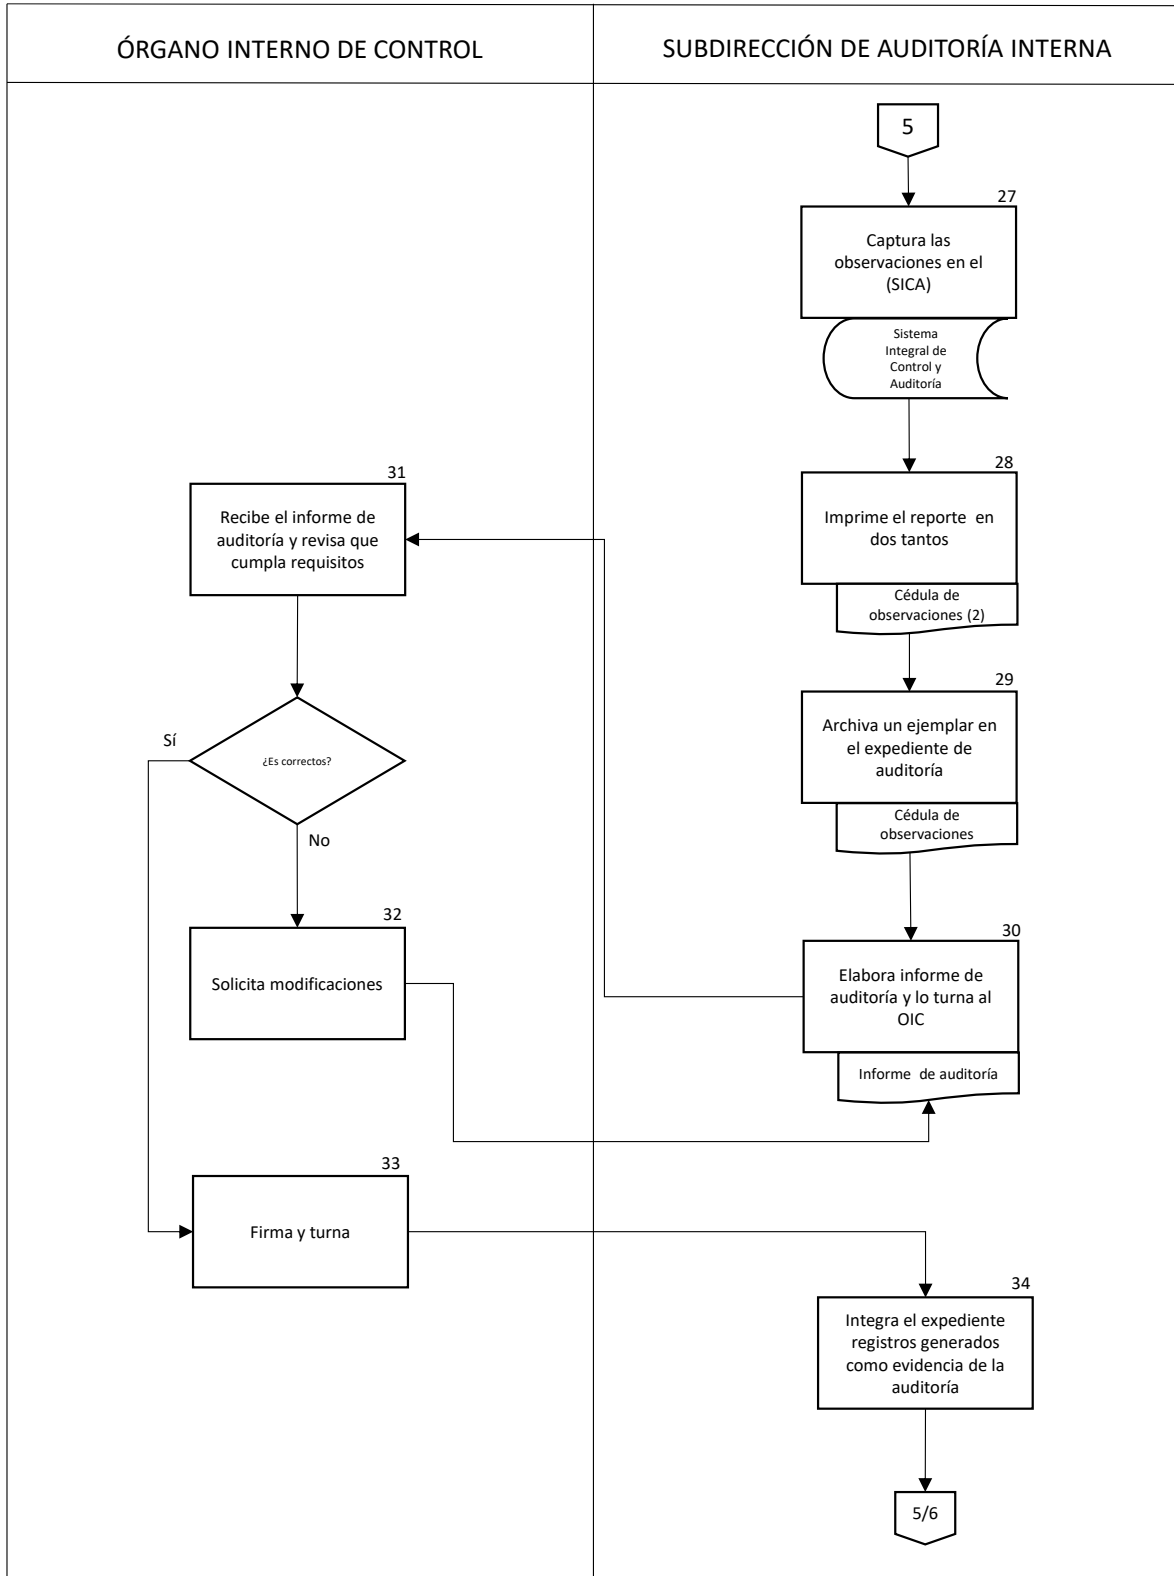 ÓRGANO INTERNO DE CONTROL
SUBDIRECCIÓN DE AUDITORÍA INTERNA
5
27
Captura las
observaciones en el
(SICA)
Sistema
Integral de
Control y
Auditoría
28
Imprime el reporte en
dos tantos
Cédula de
observaciones (2)
29
Archiva un ejemplar en
el expediente de
auditoría
Cédula de
observaciones
30
Elabora informe de
auditoría y lo turna al
OIC
Informe de auditoría
31
Recibe el informe de
auditoría y revisa que
cumpla requisitos
¿Es correctos?
Sí
No
32
Solicita modificaciones
33
Firma y turna
34
Integra el expediente
registros generados
como evidencia de la
auditoría
5/6